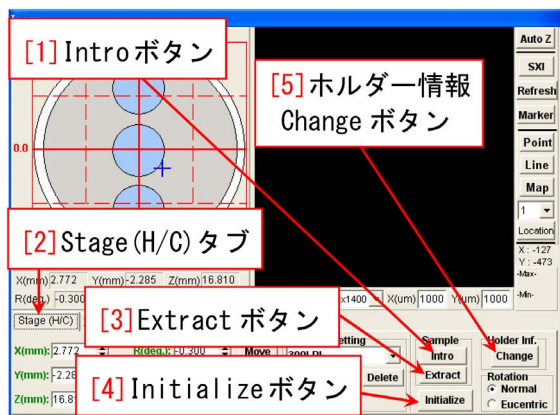 [1]Introボタン
[5]ホルダー情報
Changeボタン
Auto Z
SXI
Refresh
Marker
Point
Line
Map
1
Location
X : -127
Y : -473
-Max-
-Min-
0.0
[2]Stage(H/C)タブ
X(mm) 2.772 Y(mm) -2.285 Z(mm) 16.810
R(deg.) -0.300
x1400 X(um) 1000 Y(um) 1000
Stage (H/C)
[3]Extractボタン
X(mm): 2.772 R(deg.): -0.300 Move
Sample
Intro
Extract
Initialize
Holder Inf.
Change
Delete
Rotation
Normal
Eucentric
Y(mm):
[4]Initializeボタン
Z(mm): 16.8